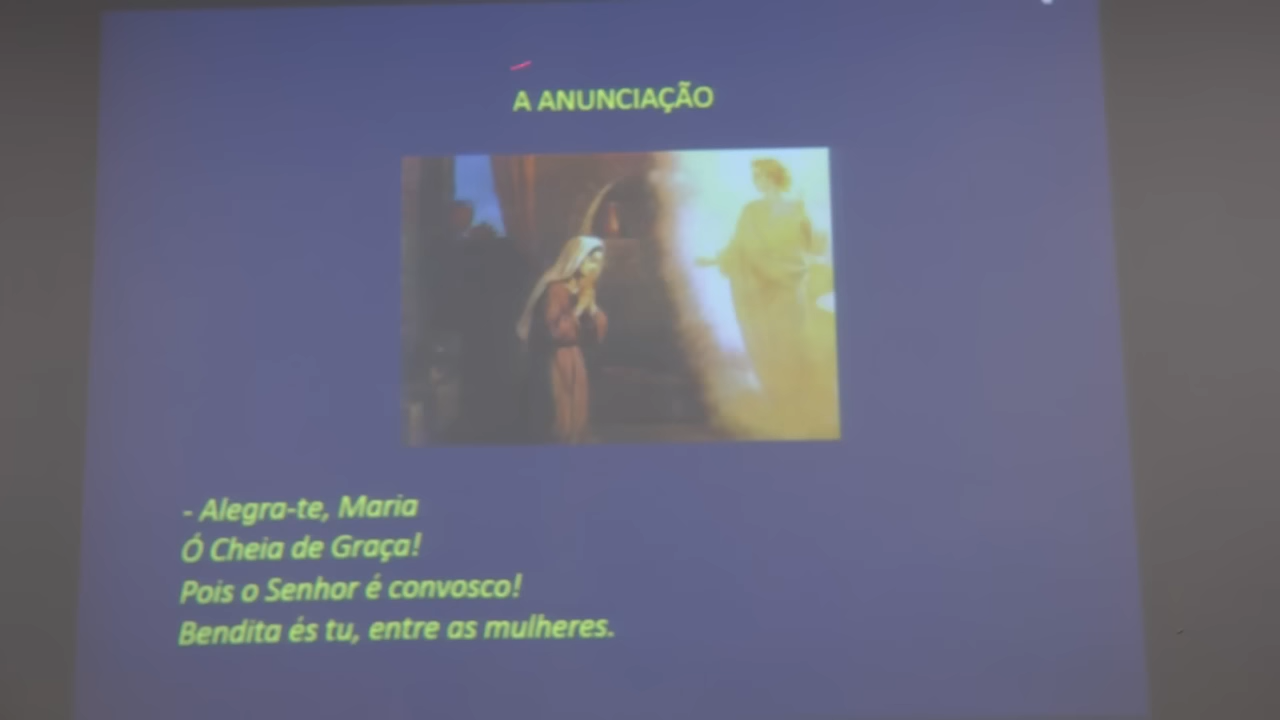 A ANUNCIAÇÃO
- Alegra-te, Maria
Ó Cheia de Graça!
Pois o Senhor é convosco!
Bendita és tu, entre as mulheres.